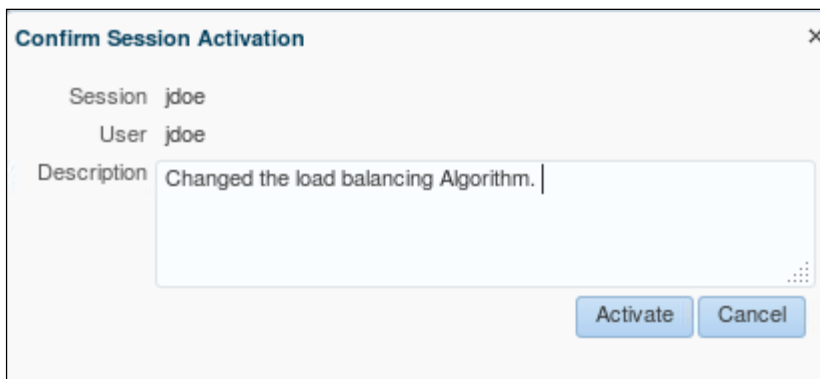 Confirm Session Activation
Session jdoe
User jdoe
Description Changed the load balancing Algorithm.
Activate Cancel